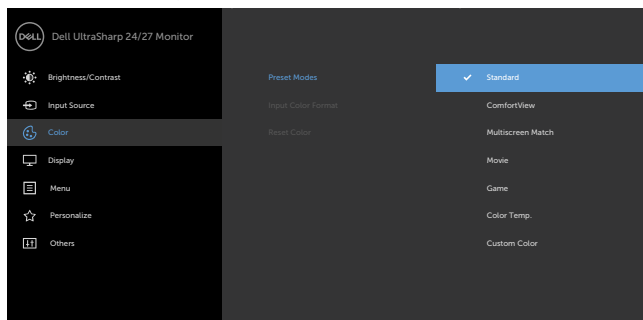 DELL Dell UltraSharp 24/27 Monitor
Brightness/Contrast Preset Modes Standard
Input Source Input Color Format ComfortView
Color Reset Color Multiscreen Match
Display Movie
Menu Game
Personalize Color Temp.
Others Custom Color